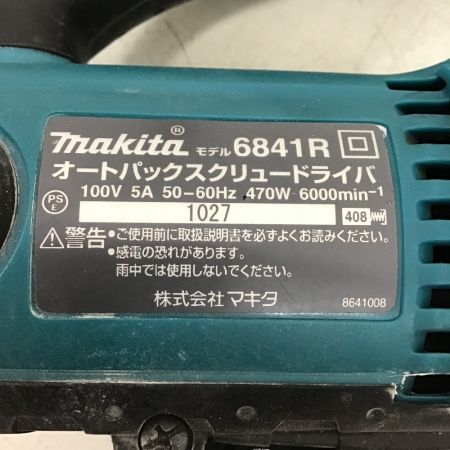 makita® モデル 6841R
オートパックスクリュードライバ
100V 5A 50-60Hz 470W 6000min⁻¹
PS E 1027 408
警告 ●ご使用前に取扱説明書を必ずよくお読みください。
●感電の恐れがあります。
雨中では使用しないでください。
株式会社 マキタ 8641008